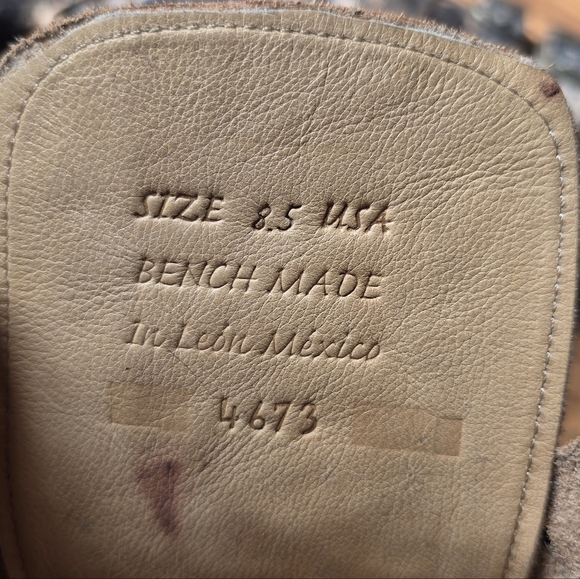 SIZE 8.5 USA
BENCH MADE
In León México
4673